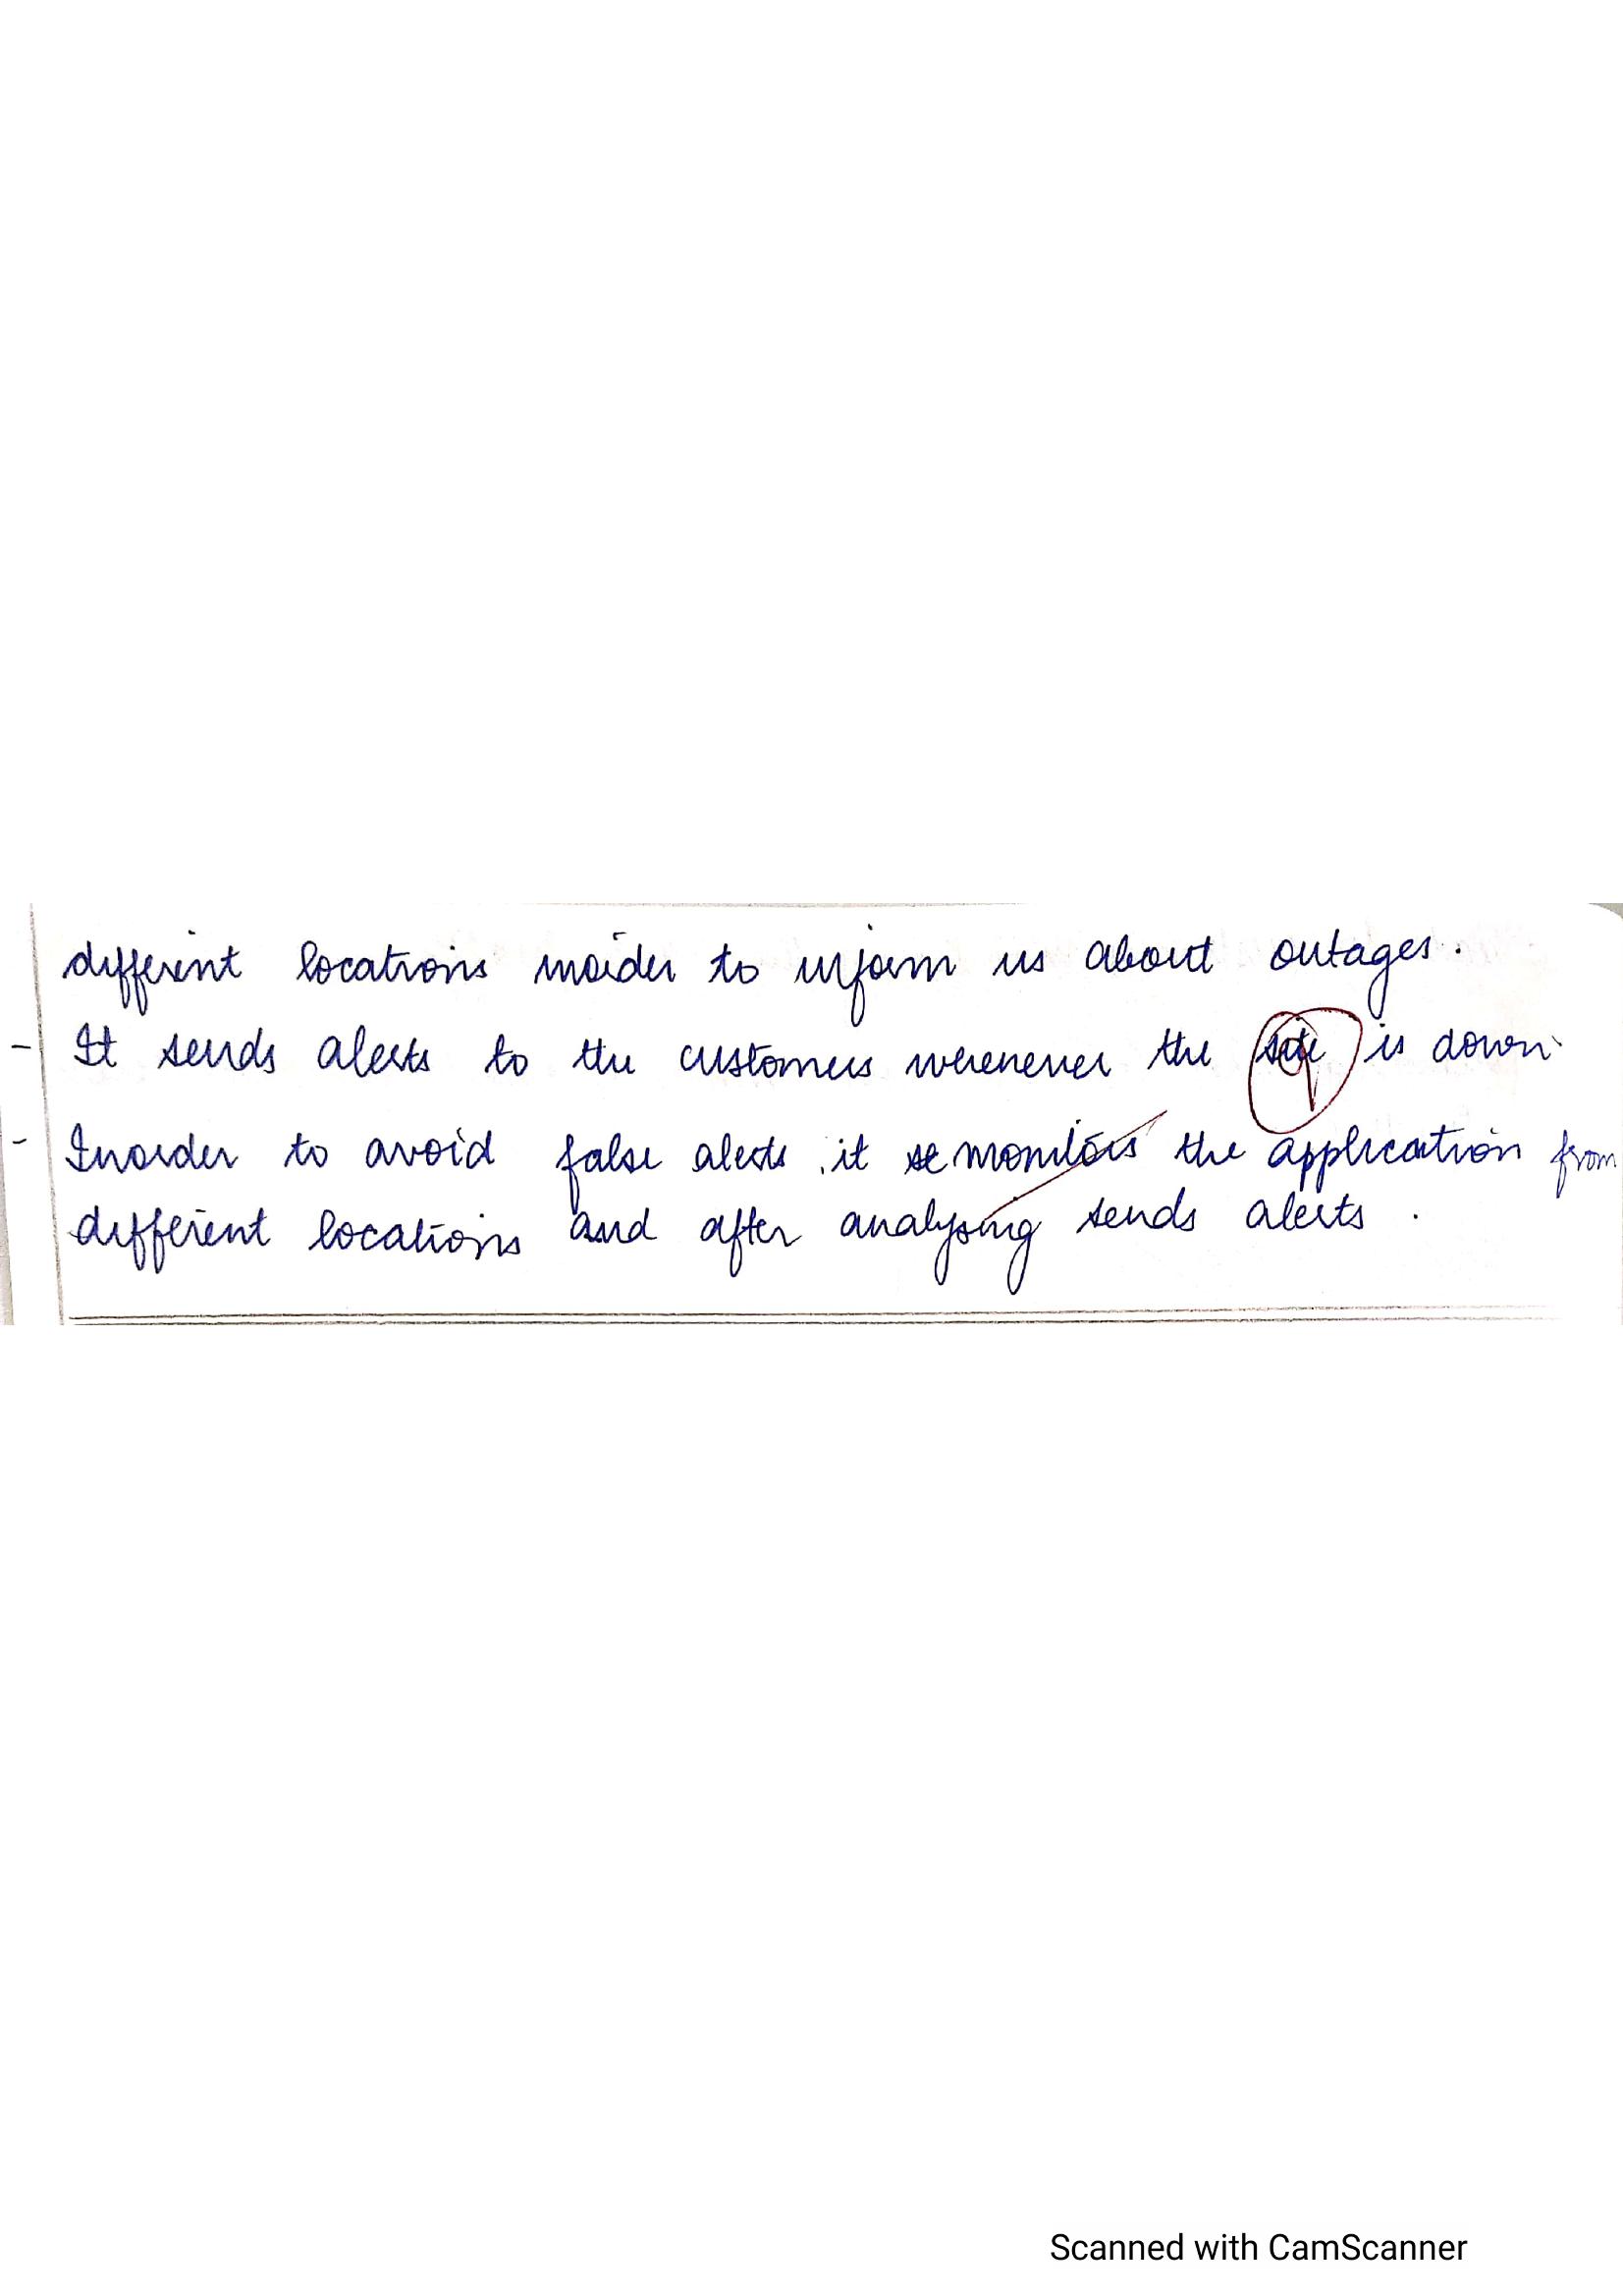 different locations inorder to inform us about outages.
- It sends alerts to the customers whenever the site is down.
- Inorder to avoid false alerts, it monitors the application from
different locations and after analysing sends alerts.
Scanned with CamScanner